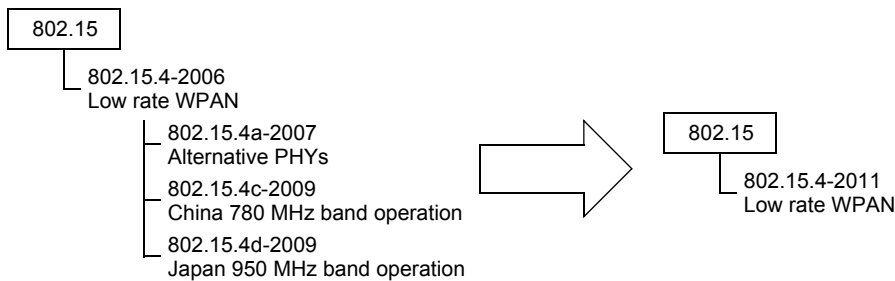 802.15
802.15.4-2006
Low rate WPAN
802.15.4a-2007
Alternative PHYs
802.15.4c-2009
China 780 MHz band operation
802.15.4d-2009
Japan 950 MHz band operation
802.15
802.15.4-2011
Low rate WPAN